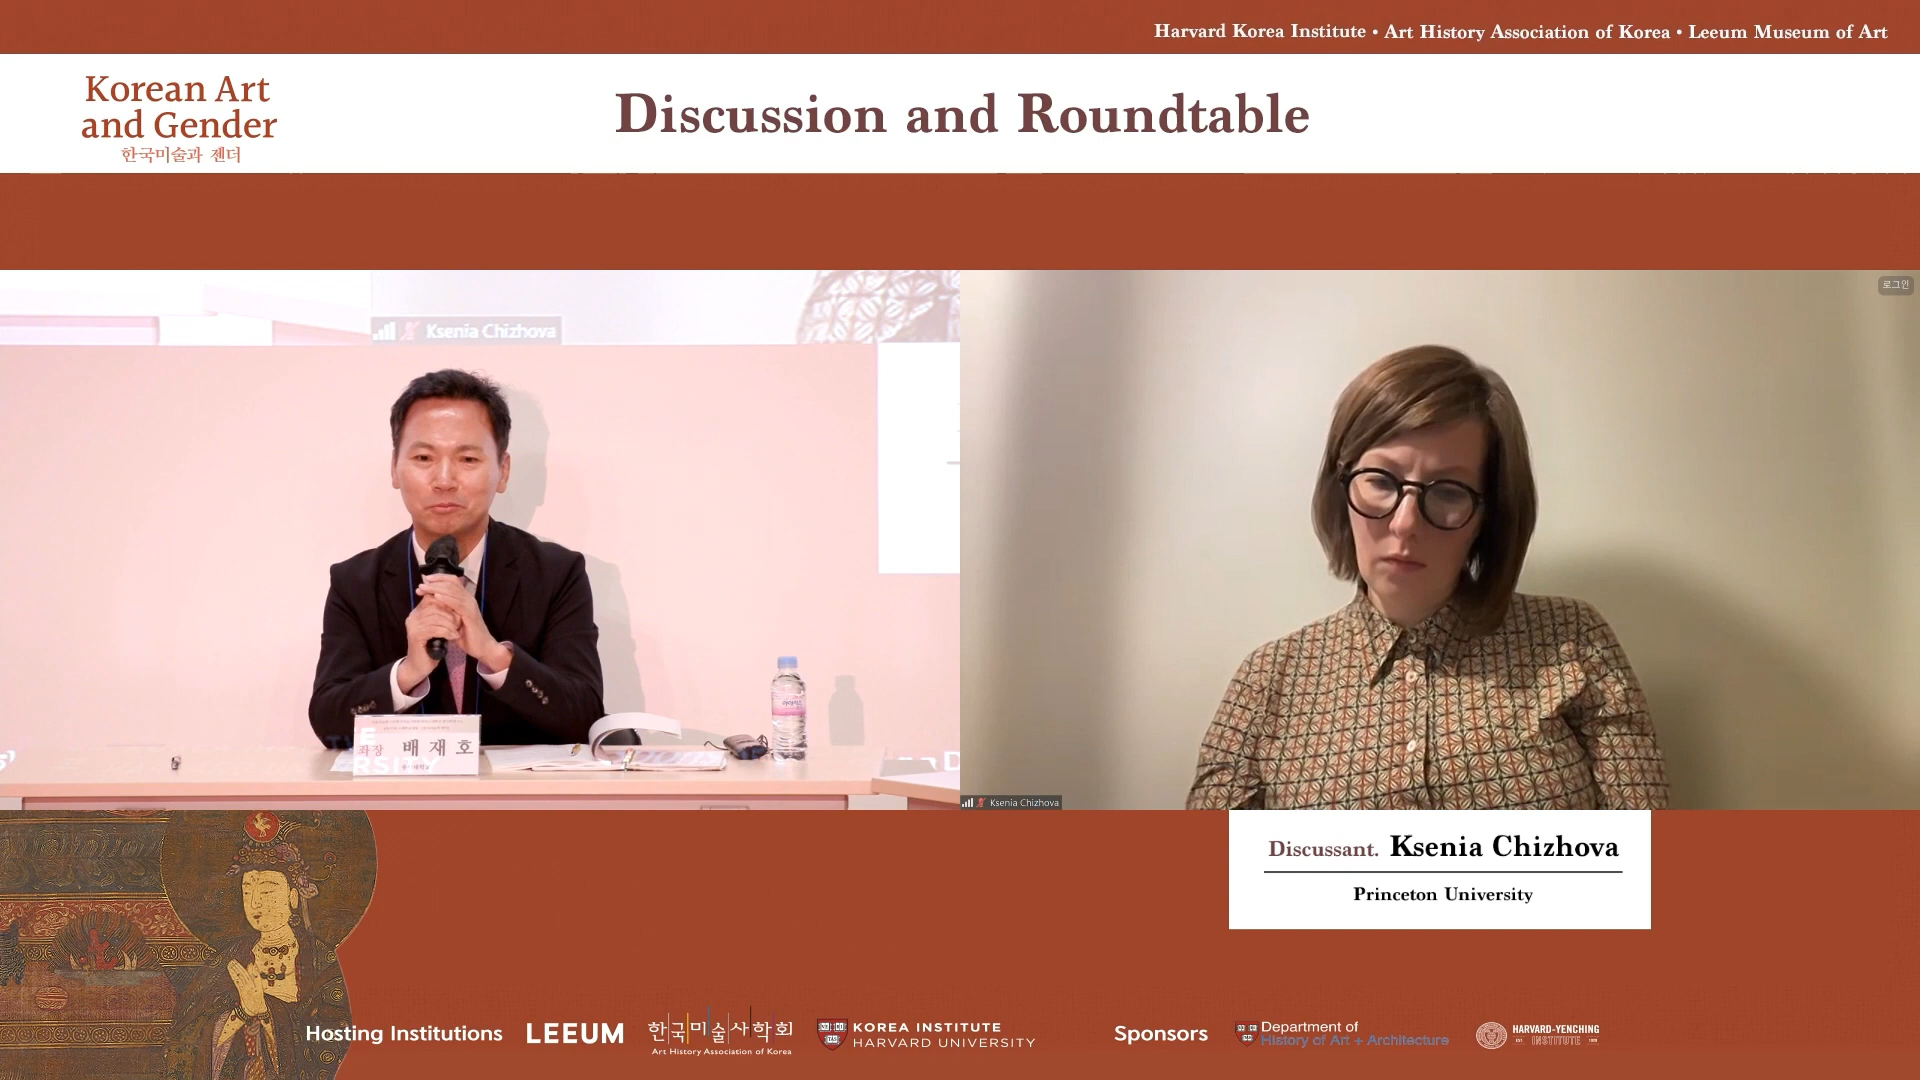 Harvard Korea Institute • Art History Association of Korea • Leeum Museum of Art
Korean Art
and Gender
한국미술과 젠더
Discussion and Roundtable
로그인
Ksenia Chizhova
좌장 배재호
RSITY
Ksenia Chizhova
Discussant. Ksenia Chizhova
Princeton University
Hosting Institutions
LEEUM
한국미술사학회
Art History Association of Korea
KOREA INSTITUTE
HARVARD UNIVERSITY
Sponsors
Department of
History of Art + Architecture
HARVARD-YENCHING
INSTITUTE